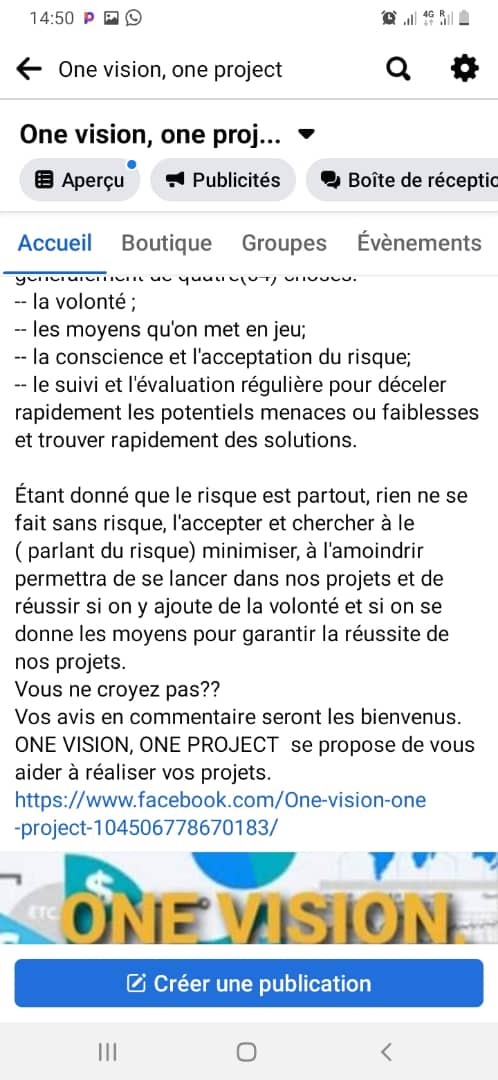 14:50
4G R
One vision, one project
One vision, one proj...
Aperçu
Publicités
Boîte de réceptio
Accueil
Boutique
Groupes
Évènements
généralement de quatre(04) choses:
-- la volonté ;
-- les moyens qu'on met en jeu;
-- la conscience et l'acceptation du risque;
-- le suivi et l'évaluation régulière pour déceler
rapidement les potentiels menaces ou faiblesses
et trouver rapidement des solutions.
Étant donné que le risque est partout, rien ne se
fait sans risque, l'accepter et chercher à le
( parlant du risque) minimiser, à l'amoindrir
permettra de se lancer dans nos projets et de
réussir si on y ajoute de la volonté et si on se
donne les moyens pour garantir la réussite de
nos projets.
Vous ne croyez pas??
Vos avis en commentaire seront les bienvenus.
ONE VISION, ONE PROJECT  se propose de vous
aider à réaliser vos projets.
https://www.facebook.com/One-vision-one
-project-104506778670183/
$
ETC
ONE VISION,
Créer une publication